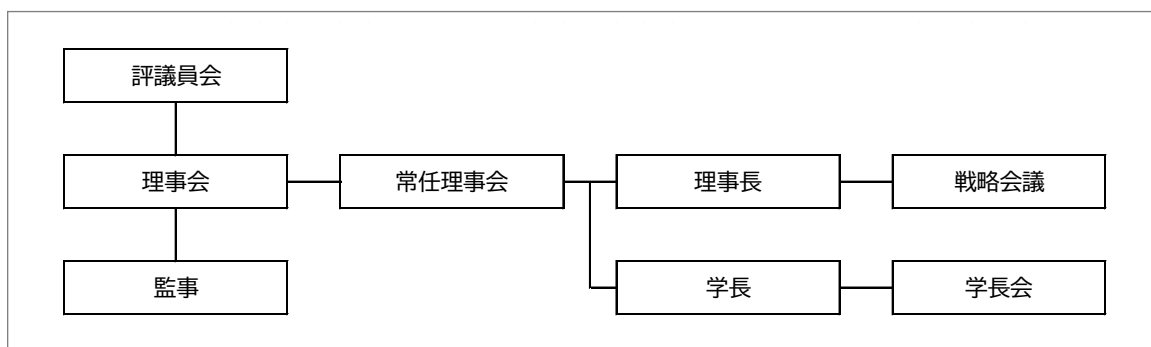 評議員会
理事会
常任理事会
理事長
戦略会議
監事
学長
学長会